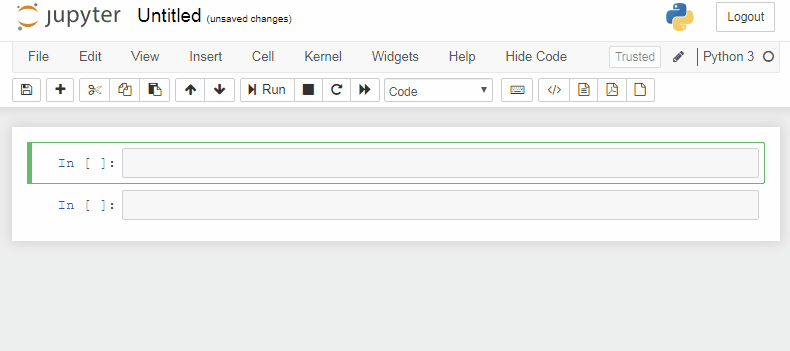 jupyter Untitled (unsaved changes) Logout
File Edit View Insert Cell Kernel Widgets Help Hide Code Trusted Python 3
Run Code
In [ ]:
In [ ]: